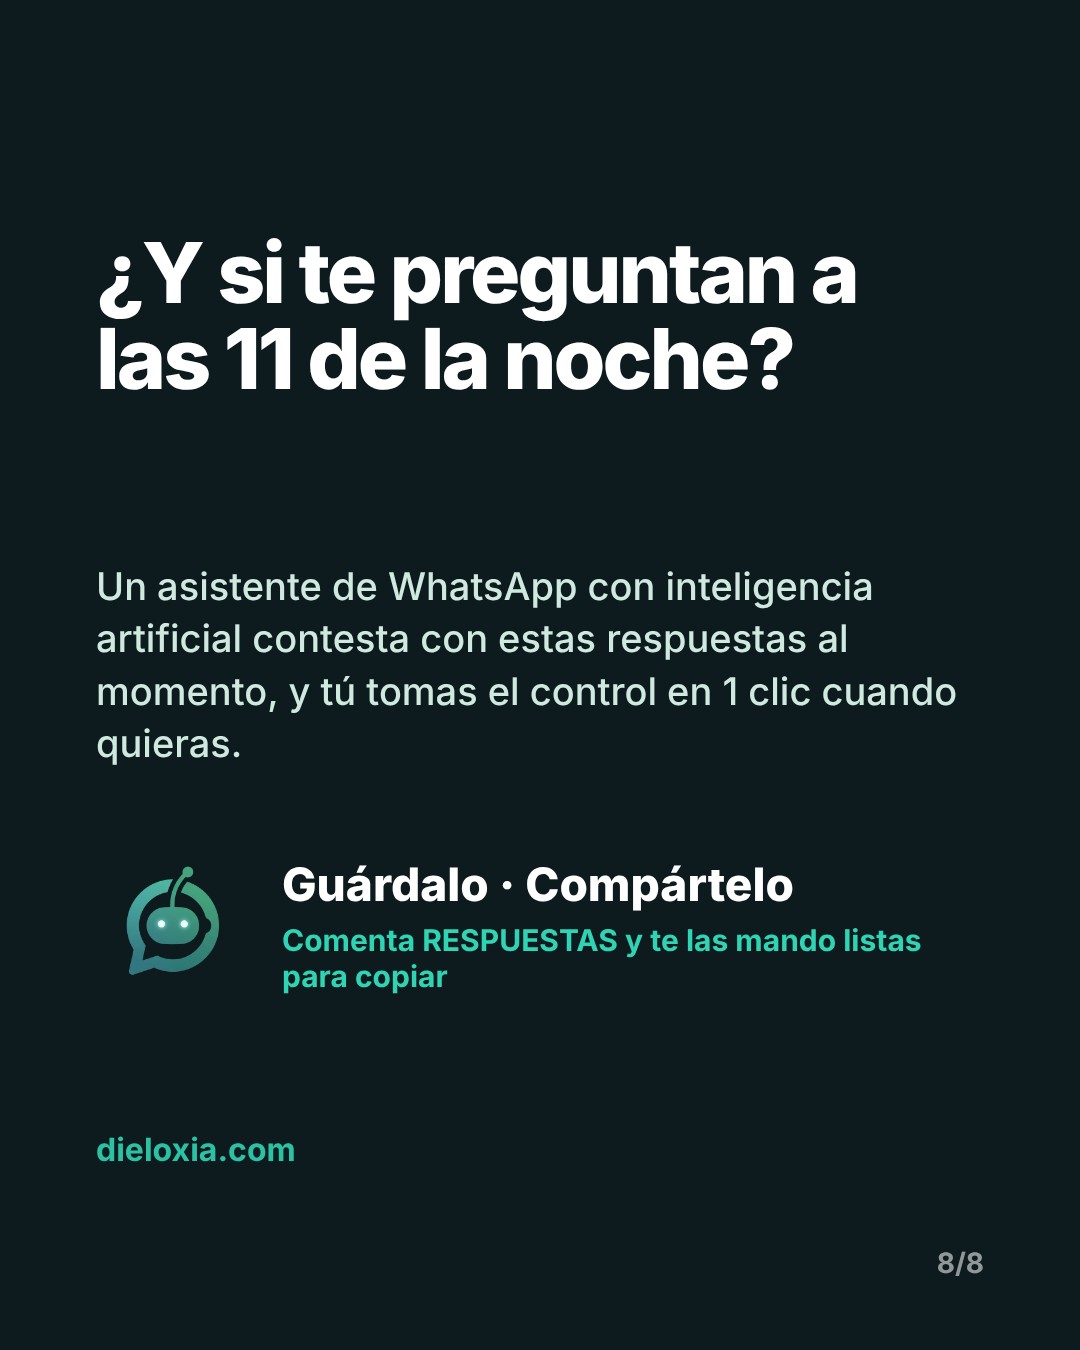 ¿Y si te preguntan a
las 11 de la noche?
Un asistente de WhatsApp con inteligencia
artificial contesta con estas respuestas al
momento, y tú tomas el control en 1 clic cuando
quieras.
Guárdalo · Compártelo
Comenta RESPUESTAS y te las mando listas
para copiar
dieloxia.com
8/8